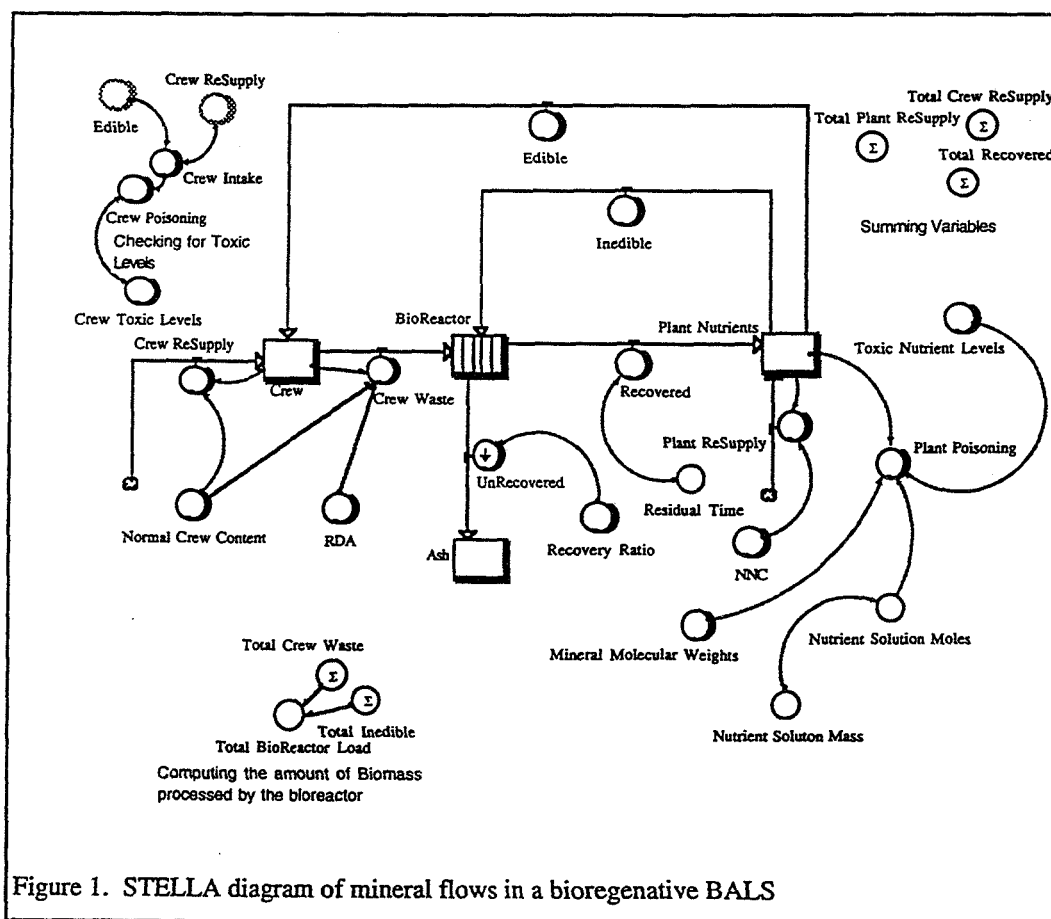 Crew ReSupply
Edible
Crew Intake
Crew Poisoning
Checking for Toxic
Levels
Crew Toxic Levels
Edible
Inedible
Total Crew ReSupply
Total Plant ReSupply
Σ
Σ
Total Recovered
Σ
Summing Variables
Crew ReSupply
Crew
Crew Waste
BioReactor
Plant Nutrients
Toxic Nutrient Levels
Recovered
Plant ReSupply
Plant Poisoning
UnRecovered
Residual Time
Normal Crew Content
RDA
Ash
Recovery Ratio
NNC
Mineral Molecular Weights
Nutrient Solution Moles
Nutrient Soluton Mass
Total Crew Waste
Σ
Σ
Total Inedible
Total BioReactor Load
Computing the amount of Biomass
processed by the bioreactor
Figure 1. STELLA diagram of mineral flows in a bioregenative BALS